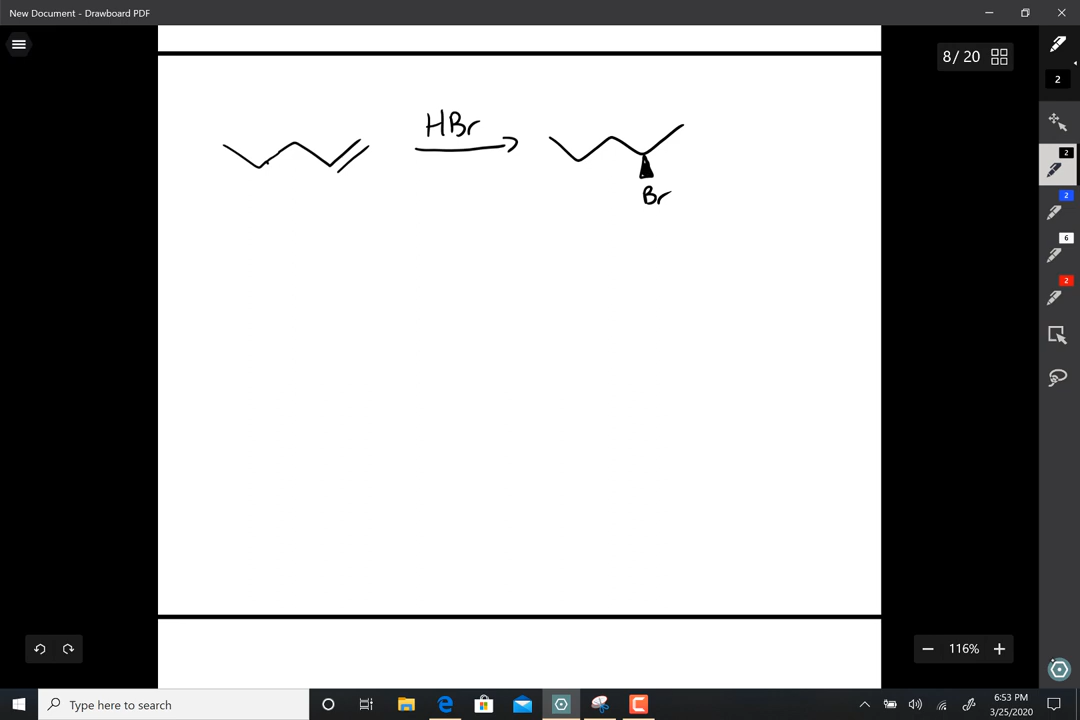 New Document - Drawboard PDF
8/ 20
2
HBr
Br
2
2
6
2
116%
Type here to search
6:53 PM
3/25/2020